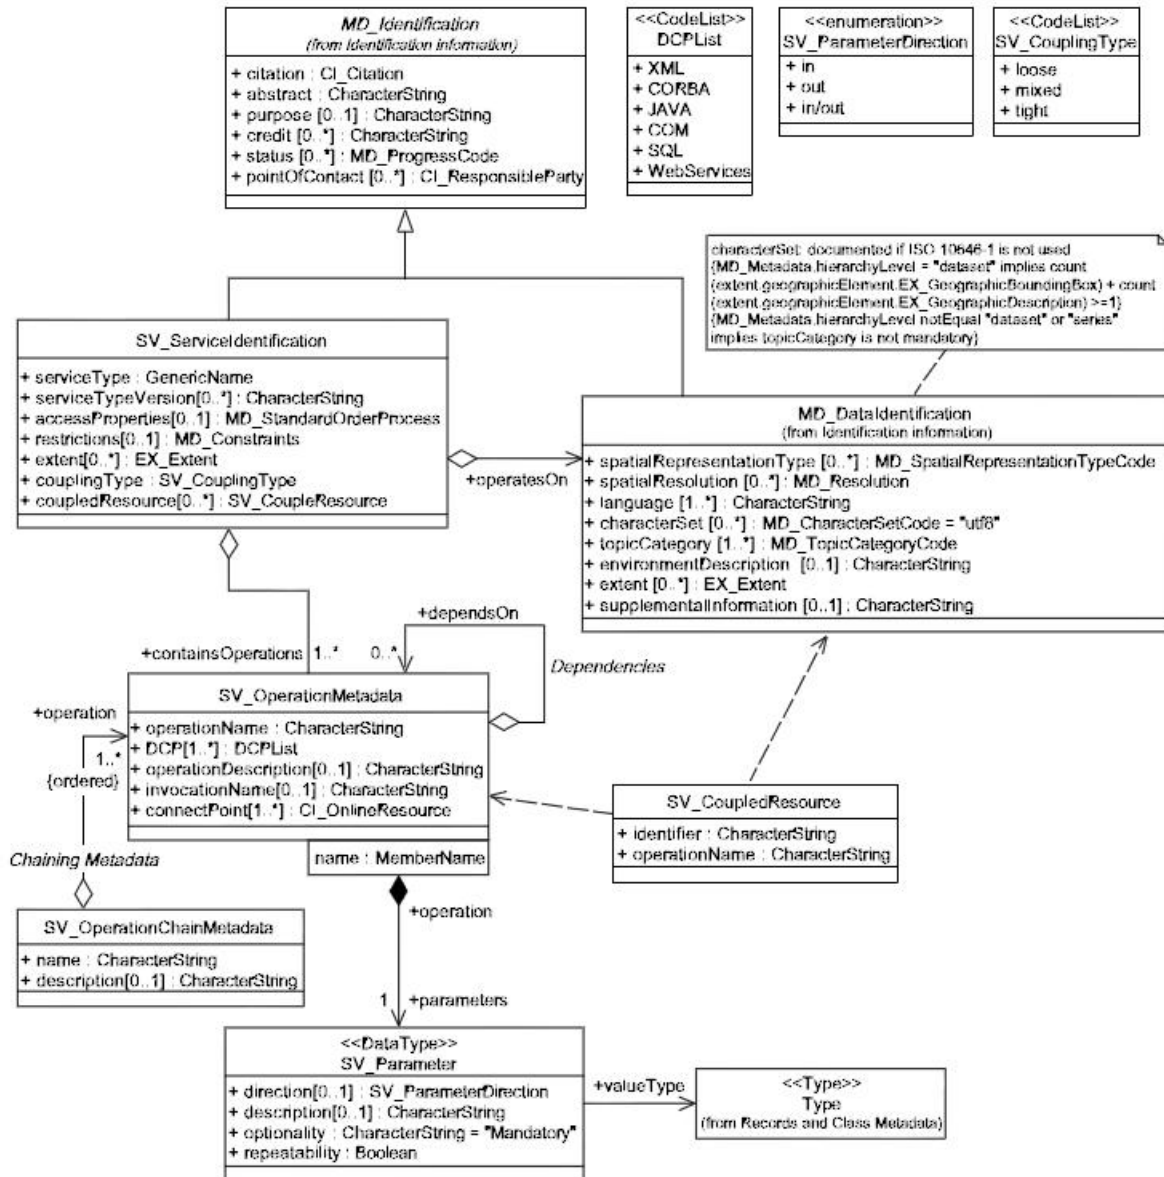 MD_Identification
(from Identification information)
+ citation : CI_Citation
+ abstract : CharacterString
+ purpose [0..1] : CharacterString
+ credit [0..*] : CharacterString
+ status [0..*] : MD_ProgressCode
+ pointOfContact [0..*] : CI_ResponsibleParty
<<CodeList>>
DCPList
+ XML
+ CORBA
+ JAVA
+ COM
+ SQL
+ WebServices
<<enumeration>>
SV_ParameterDirection
+ in
+ out
+ in/out
<<CodeList>>
SV_CouplingType
+ loose
+ mixed
+ tight
characterSet: documented if ISO 10646-1 is not used
{MD_Metadata.hierarchyLevel = "dataset" implies count
(extent.geographicElement.EX_GeographicBoundingBox) + count
(extent.geographicElement.EX_GeographicDescription) >=1}
{MD_Metadata.hierarchyLevel notEqual "dataset" or "series"
implies topicCategory is not mandatory}
SV_ServiceIdentification
+ serviceType : GenericName
+ serviceTypeVersion[0..*] : CharacterString
+ accessProperties[0..1] : MD_StandardOrderProcess
+ restrictions[0..1] : MD_Constraints
+ extent[0..*] : EX_Extent
+ couplingType : SV_CouplingType
+ coupledResource[0..*] : SV_CoupleResource
+operatesOn
MD_DataIdentification
(from Identification information)
+ spatialRepresentationType [0..*] : MD_SpatialRepresentationTypeCode
+ spatialResolution [0..*] : MD_Resolution
+ language [1..*] : CharacterString
+ characterSet [0..*] : MD_CharacterSetCode = "utf8"
+ topicCategory [1..*] : MD_TopicCategoryCode
+ environmentDescription [0..1] : CharacterString
+ extent [0..*] : EX_Extent
+ supplementalInformation [0..1] : CharacterString
+dependsOn
+containsOperations 1..* 0..*
Dependencies
SV_OperationMetadata
+ operationName : CharacterString
+ DCP[1..*] : DCPList
+ operationDescription[0..1] : CharacterString
+ invocationName[0..1] : CharacterString
+ connectPoint[1..*] : CI_OnlineResource
name : MemberName
+operation
1..*
{ordered}
Chaining Metadata
SV_OperationChainMetadata
+ name : CharacterString
+ description[0..1] : CharacterString
SV_CoupledResource
+ identifier : CharacterString
+ operationName : CharacterString
+operation
1 +parameters
<<DataType>>
SV_Parameter
+ direction[0..1] : SV_ParameterDirection
+ description[0..1] : CharacterString
+ optionality : CharacterString = "Mandatory"
+ repeatability : Boolean
+valueType
<<Type>>
Type
(from Records and Class Metadata)